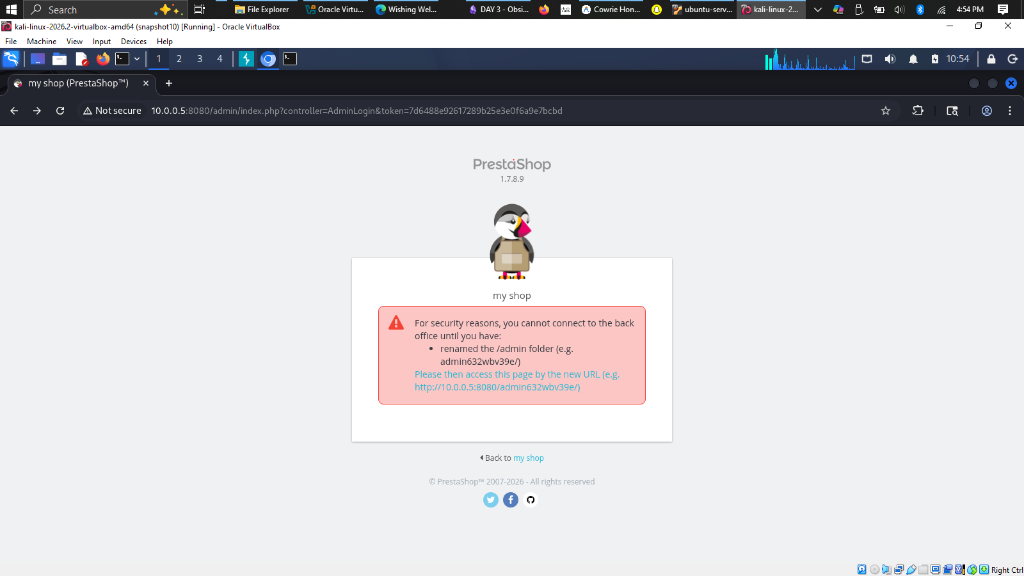 Search
File Explorer
Oracle Virtu...
Wishing Wel...
DAY 3 - Obsi...
Cowrie Hon...
ubuntu-serv...
kali-linux-2...
4:54 PM
kali-linux-2026.2-virtualbox-amd64 (snapshot10) [Running] - Oracle VirtualBox
File Machine View Input Devices Help
1 2 3 4
10:54
my shop (PrestaShop™)
Not secure
10.0.0.5:8080/admin/index.php?controller=AdminLogin&token=7d6488e92617289b25e3e0f6a9e7bcbd
PrestaShop
1.7.8.9
my shop
For security reasons, you cannot connect to the back
office until you have:
• renamed the /admin folder (e.g.
admin632wbv39e/)
Please then access this page by the new URL (e.g.
http://10.0.0.5:8080/admin632wbv39e/)
Back to my shop
© PrestaShop™ 2007-2026 - All rights reserved
Right Ctrl